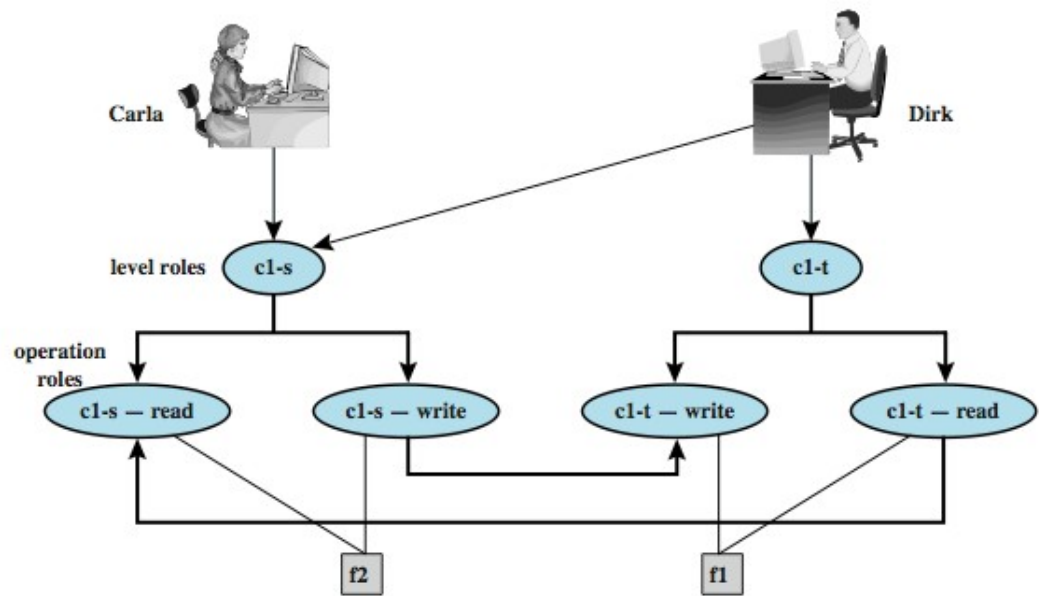 Carla
Dirk
level roles
c1-s
c1-t
operation
roles
c1-s — read
c1-s — write
c1-t — write
c1-t — read
f2
f1